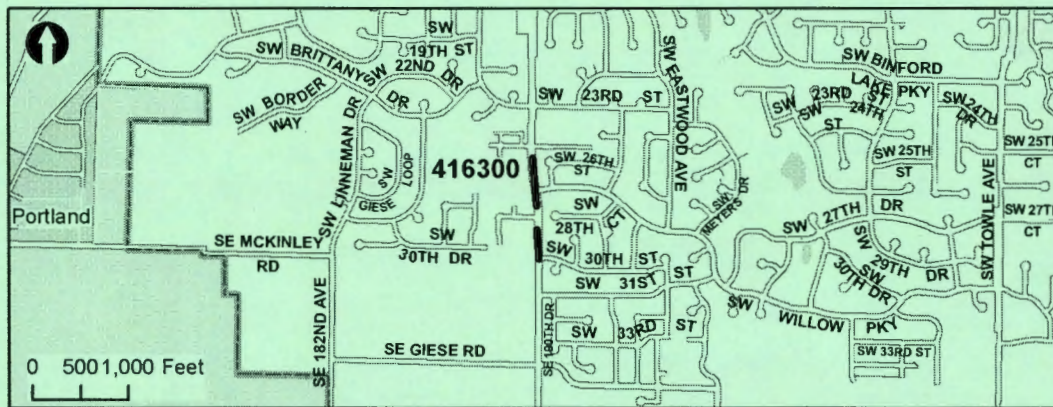 SW 19TH ST
SW BRITTANY DR
SW 22ND DR
SW BORDER WAY
SW 23RD ST
SW EASTWOOD AVE
SW BINFORD LAKE PKY
SW 23RD ST
SW 24TH ST
SW 24TH DR
SW 25TH ST
SW 25TH CT
SW LINNEMAN DR
SW GIESE LOOP
416300
SW 26TH ST
SW MEYERS DR
SW 27TH DR
SW 27TH CT
SW TOWLE AVE
Portland
SW 28TH CT
SE MCKINLEY RD
SW 30TH DR
SW 30TH ST
SW 29TH DR
SW 30TH DR
SW 31ST ST
SW WILLOW PKY
SE 182ND AVE
SE 190TH DR
SW 33RD ST
SW 33RD ST
SE GIESE RD
0 500 1,000 Feet